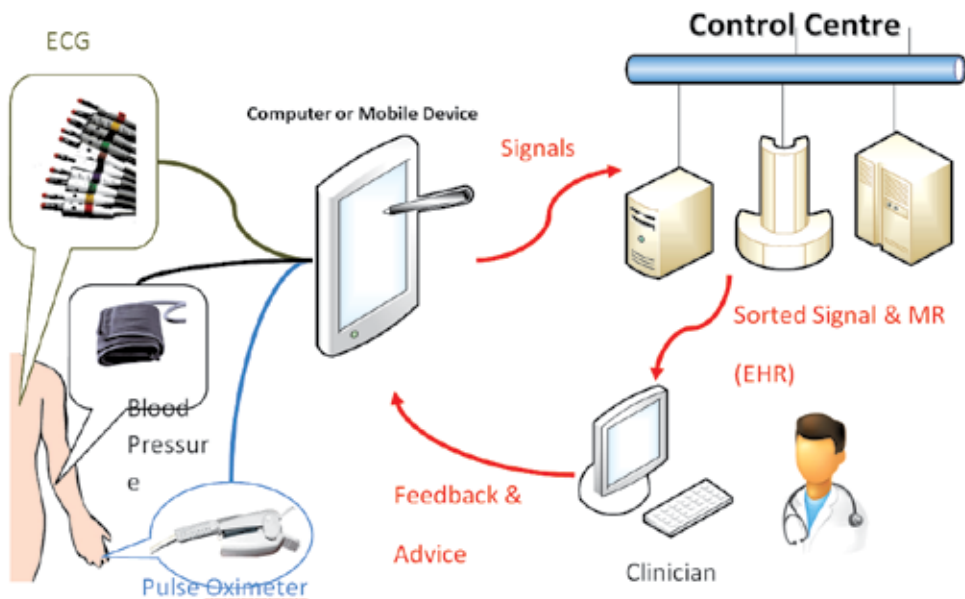 ECG
Control Centre
Computer or Mobile Device
Signals
Sorted Signal & MR
(EHR)
Blood
Pressur
e
Feedback &
Advice
Clinician
Pulse Oximeter